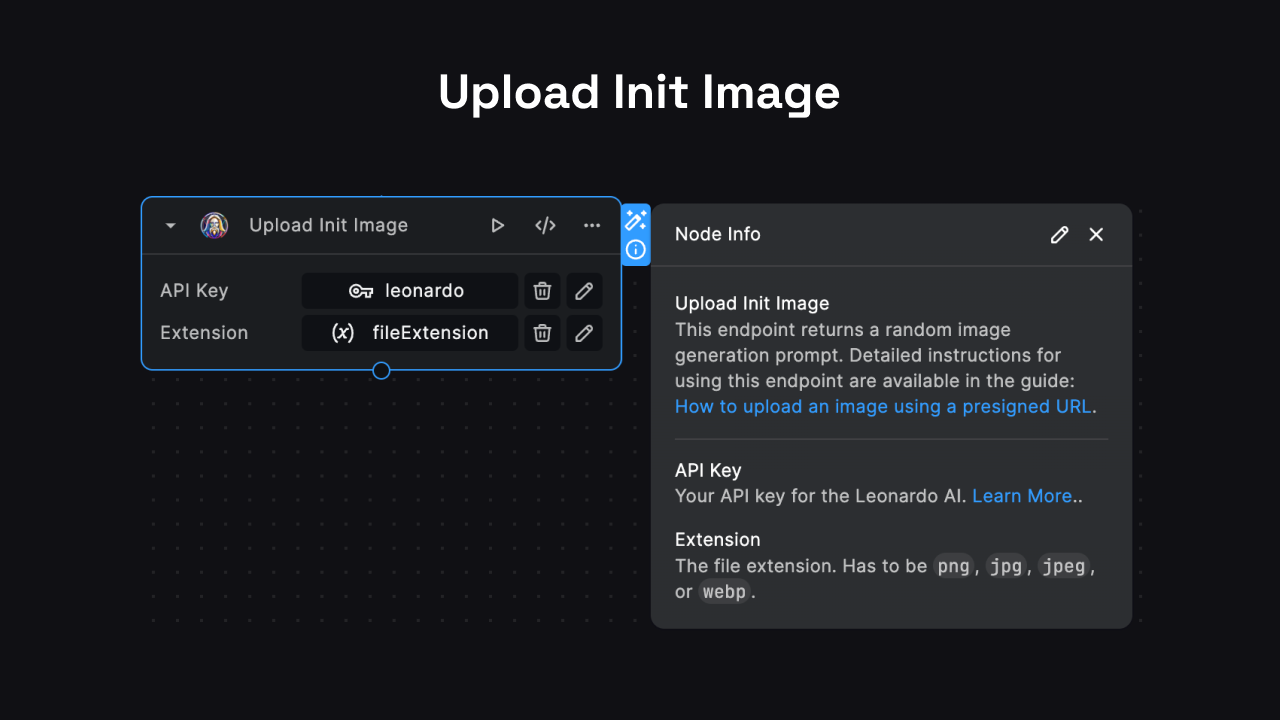 Upload Init Image
Upload Init Image
API Key
leonardo
Extension
(x) fileExtension
Node Info
Upload Init Image
This endpoint returns a random image
generation prompt. Detailed instructions for
using this endpoint are available in the guide:
How to upload an image using a presigned URL.
API Key
Your API key for the Leonardo AI. Learn More..
Extension
The file extension. Has to be png, jpg, jpeg,
or webp.